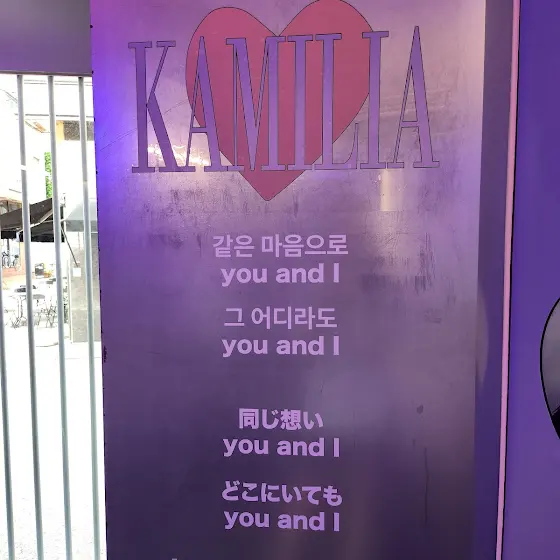 KAMILIA
같은 마음으로
you and I
그 어디라도
you and I
同じ想い
you and I
どこにいても
you and I